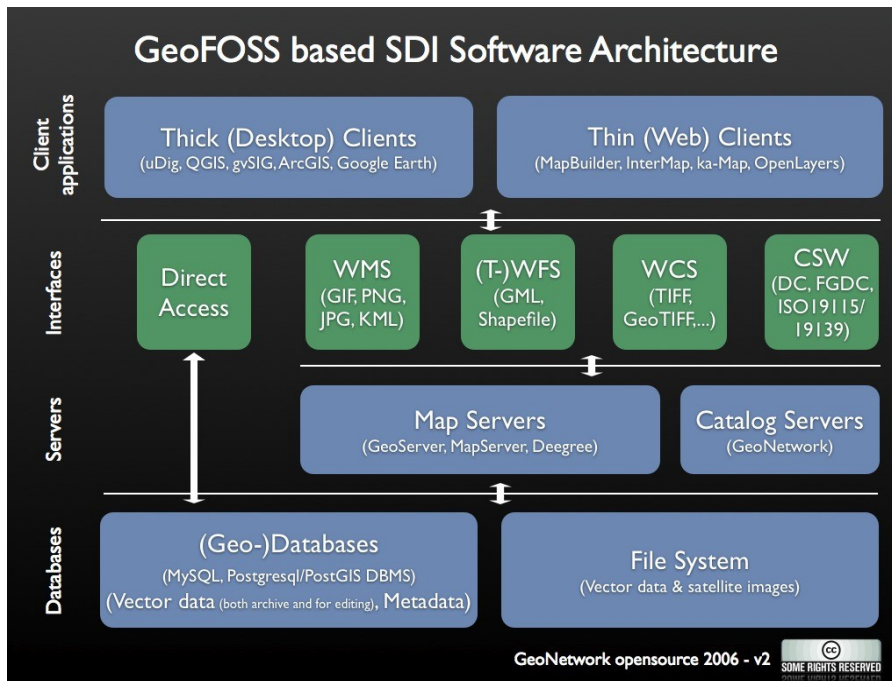 GeoFOSS based SDI Software Architecture
Client
applications
Thick (Desktop) Clients
(uDig, QGIS, gvSIG, ArcGIS, Google Earth)
Thin (Web) Clients
(MapBuilder, InterMap, ka-Map, OpenLayers)
Interfaces
Direct
Access
WMS
(GIF, PNG,
JPG, KML)
(T-)WFS
(GML,
Shapefile)
WCS
(TIFF,
GeoTIFF,...)
CSW
(DC, FGDC,
ISO19115/
19139)
Servers
Map Servers
(GeoServer, MapServer, Deegree)
Catalog Servers
(GeoNetwork)
Databases
(Geo-)Databases
(MySQL, Postgresql/PostGIS DBMS)
(Vector data (both archive and for editing), Metadata)
File System
(Vector data & satellite images)
GeoNetwork opensource 2006 - v2
cc
SOME RIGHTS RESERVED